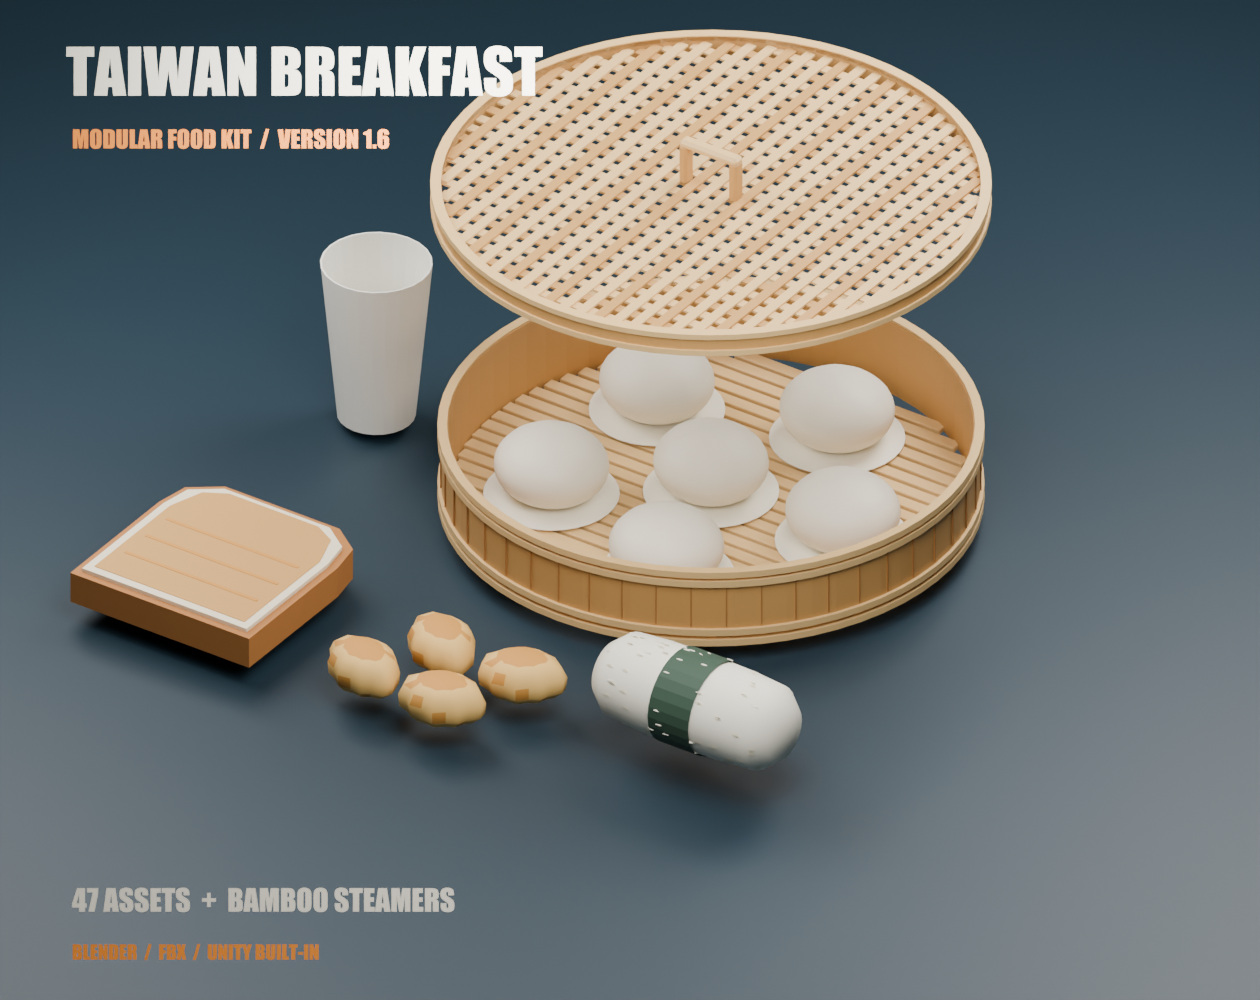 TAIWAN BREAKFAST
MODULAR FOOD KIT / VERSION 1.6
47 ASSETS + BAMBOO STEAMERS
BLENDER / FBX / UNITY BUILT-IN